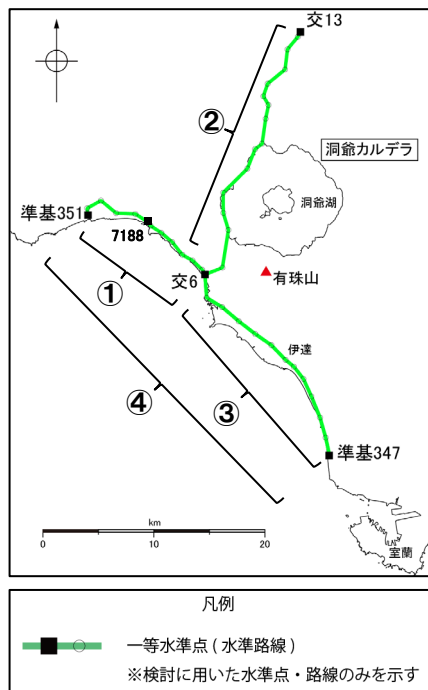 交13
②
洞爺カルデラ
洞爺湖
準基351
7188
交6
有珠山
①
伊達
④
③
準基347
km
0 10 20
室蘭
凡例
一等水準点 ( 水準路線 )
※検討に用いた水準点・路線のみを示す